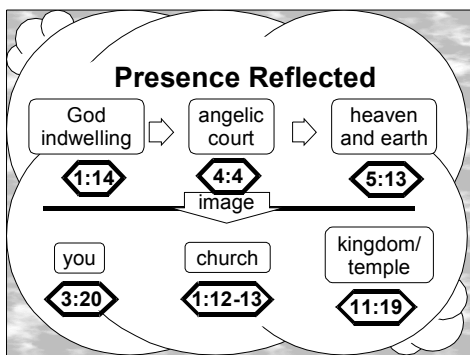 Presence Reflected
God
indwelling
angelic
court
heaven
and earth
1:14
4:4
5:13
image
you
church
kingdom/
temple
3:20
1:12-13
11:19